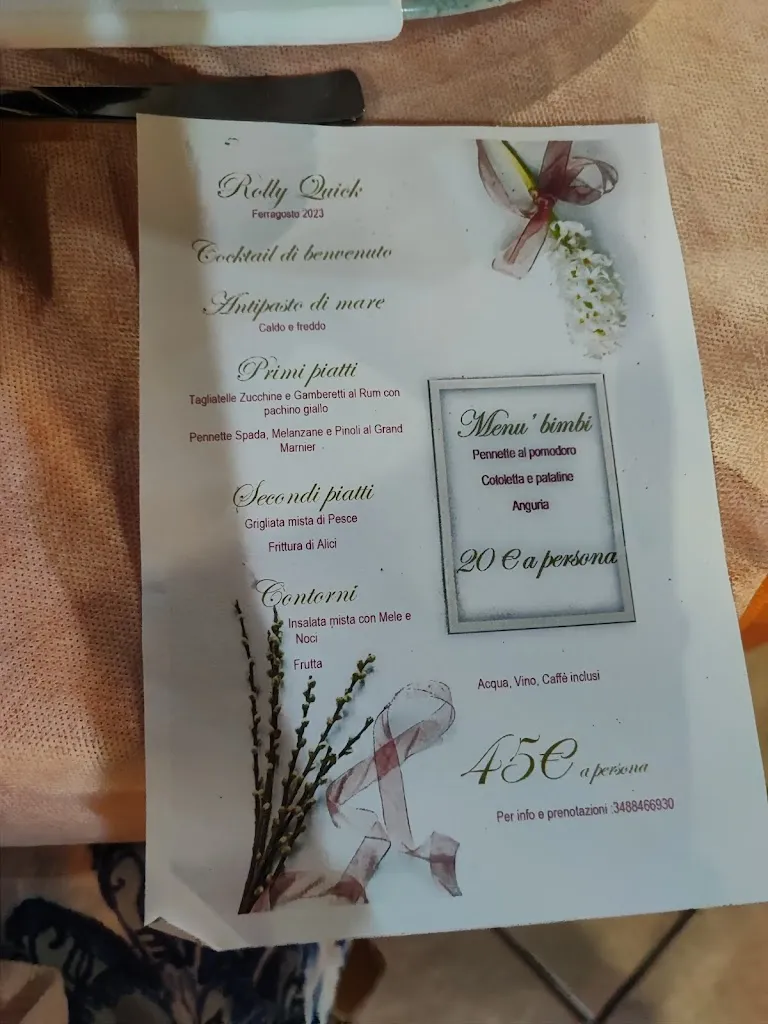 Rolly Quick
Ferragosto 2023
Cocktail di benvenuto
Antipasto di mare
Caldo e freddo
Primi piatti
Tagliatelle Zucchine e Gamberetti al Rum con
pachino giallo
Pennette Spada, Melanzane e Pinoli al Grand
Marnier
Secondi piatti
Grigliata mista di Pesce
Frittura di Alici
Contorni
Insalata mista con Mele e
Noci
Frutta
Menu' bimbi
Pennette al pomodoro
Cotoletta e patatine
Anguria
20 € a persona
Acqua, Vino, Caffè inclusi
45€ a persona
Per info e prenotazioni :3488466930